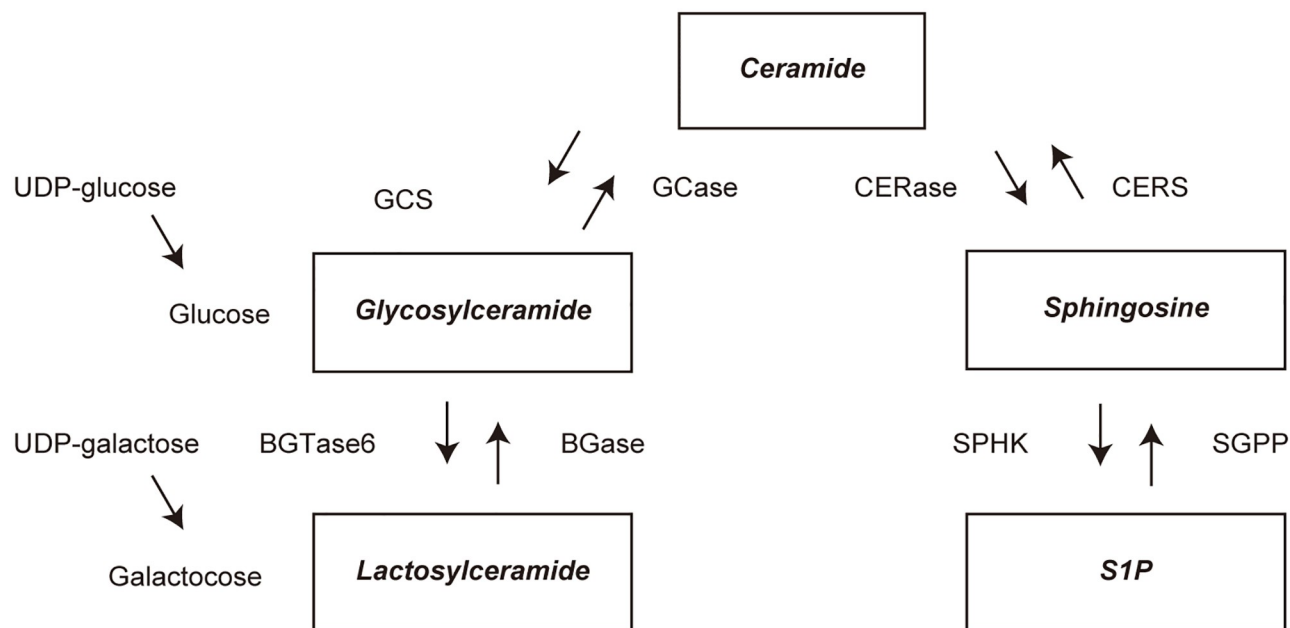 Ceramide
UDP-glucose
GCS
GCase
CERase
CERS
Glucose
Glycosylceramide
Sphingosine
UDP-galactose
BGTase6
BGase
SPHK
SGPP
Galactocose
Lactosylceramide
S1P